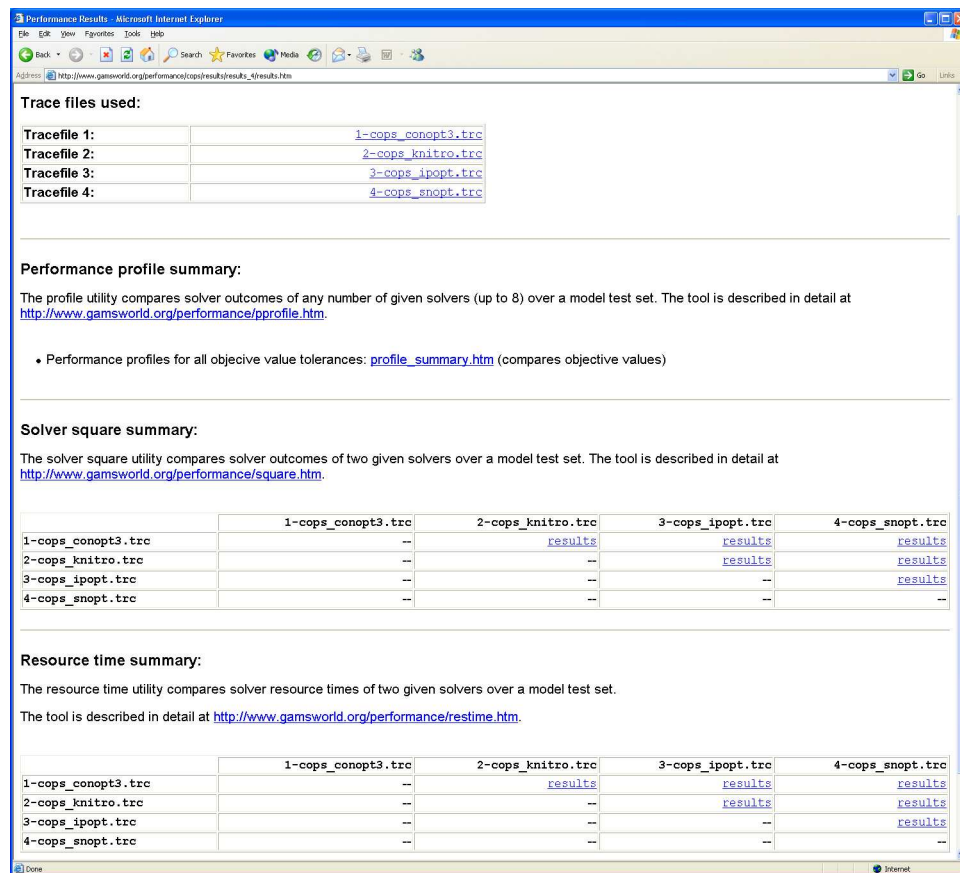 Performance Results - Microsoft Internet Explorer
File Edit View Favorites Tools Help
Back Search Favorites Media
Address http://www.gamsworld.org/performance/cops/results/results_4/results.htm Go Links
Trace files used:
Tracefile 1: 1-cops_conopt3.trc
Tracefile 2: 2-cops_knitro.trc
Tracefile 3: 3-cops_ipopt.trc
Tracefile 4: 4-cops_snopt.trc
Performance profile summary:
The profile utility compares solver outcomes of any number of given solvers (up to 8) over a model test set. The tool is described in detail at
http://www.gamsworld.org/performance/pprofile.htm.
• Performance profiles for all objecive value tolerances: profile_summary.htm (compares objective values)
Solver square summary:
The solver square utility compares solver outcomes of two given solvers over a model test set. The tool is described in detail at
http://www.gamsworld.org/performance/square.htm.
1-cops_conopt3.trc 2-cops_knitro.trc 3-cops_ipopt.trc 4-cops_snopt.trc
1-cops_conopt3.trc -- results results results
2-cops_knitro.trc -- -- results results
3-cops_ipopt.trc -- -- -- results
4-cops_snopt.trc -- -- -- --
Resource time summary:
The resource time utility compares solver resource times of two given solvers over a model test set.
The tool is described in detail at http://www.gamsworld.org/performance/restime.htm.
1-cops_conopt3.trc 2-cops_knitro.trc 3-cops_ipopt.trc 4-cops_snopt.trc
1-cops_conopt3.trc -- results results results
2-cops_knitro.trc -- -- results results
3-cops_ipopt.trc -- -- -- results
4-cops_snopt.trc -- -- -- --
Done Internet